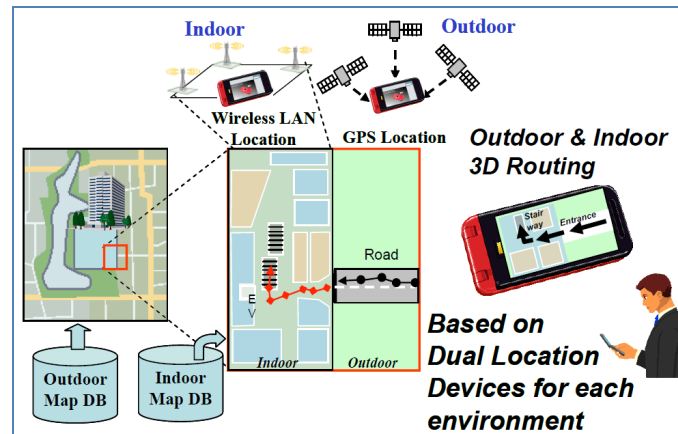 Indoor
Outdoor
Wireless LAN
Location
GPS Location
Outdoor & Indoor
3D Routing
Stair
way
Entrance
Road
E
V
Indoor
Outdoor
Based on
Dual Location
Devices for each
environment
Outdoor
Map DB
Indoor
Map DB